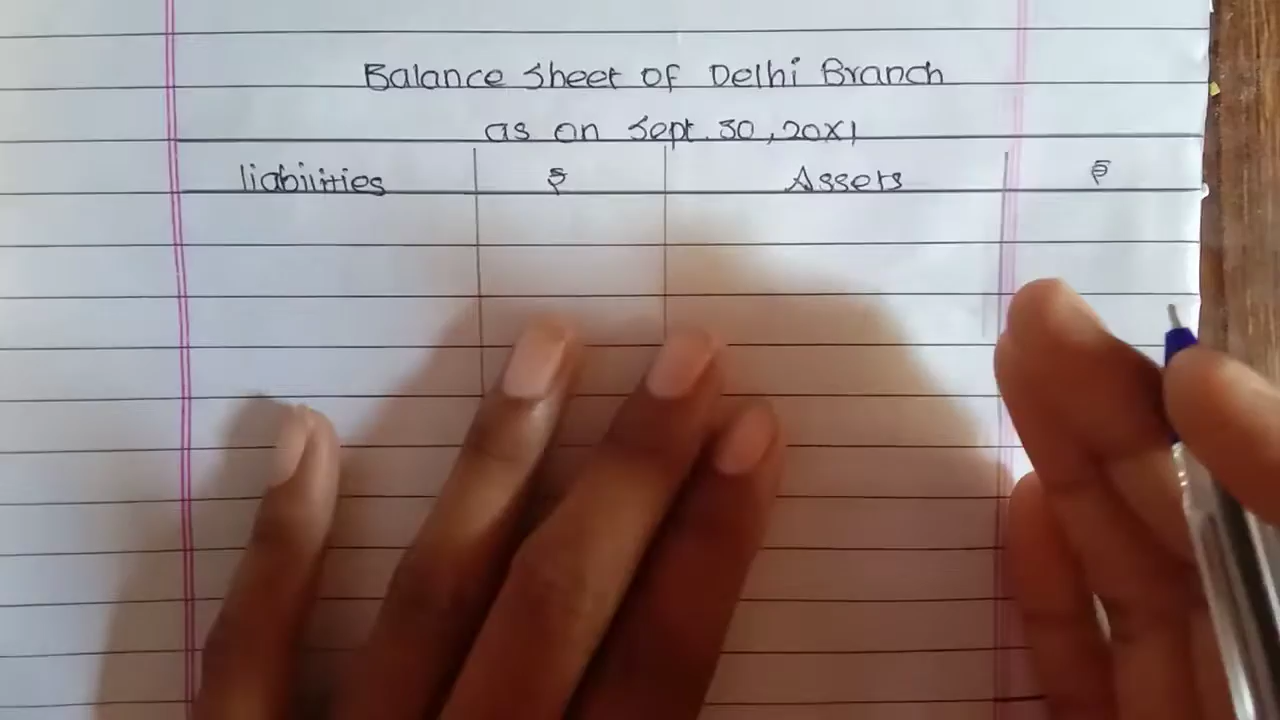 Balance Sheet of Delhi Branch
as on Sept. 30, 20X1
liabilities ₹ Assets ₹